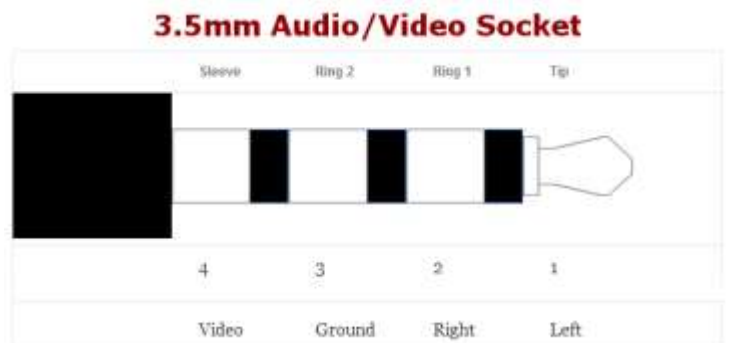 3.5mm Audio/Video Socket
Sleeve Ring 2 Ring 1 Tip
4 3 2 1
Video Ground Right Left